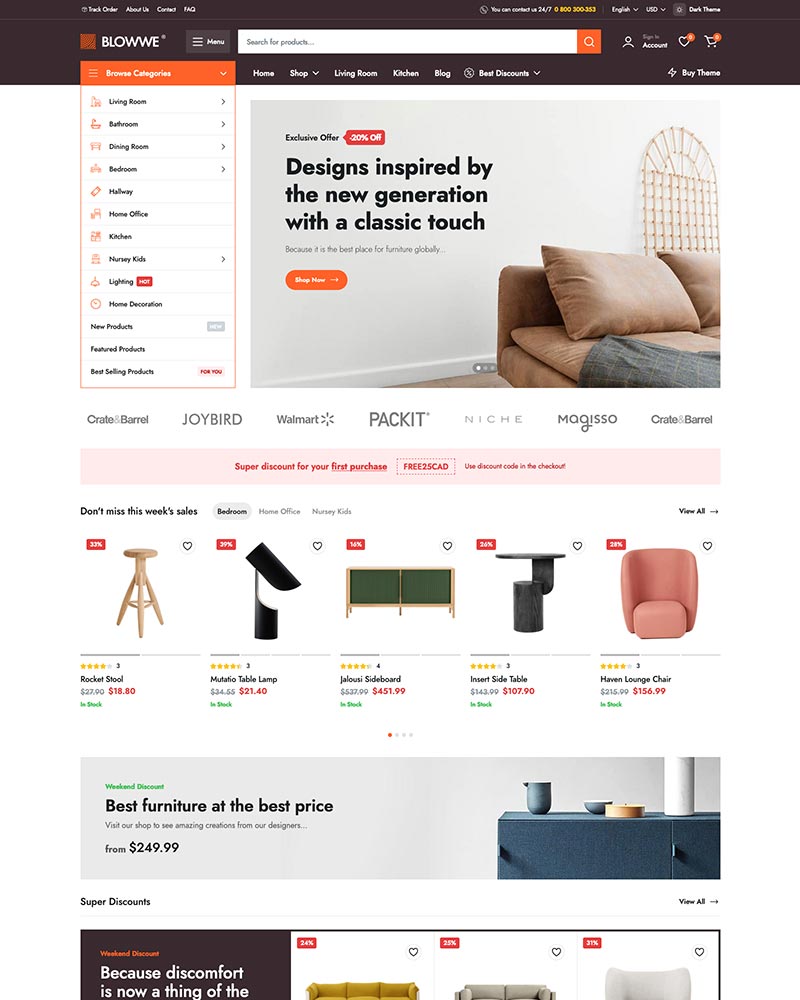 Track Order About Us Contact FAQ
You can contact us 24/7 0 800 300-353 English USD Dark Theme
BLOWWE ®
Menu
Search for products...
Sign In
Account
0
0
Browse Categories
Home Shop Living Room Kitchen Blog Best Discounts
Buy Theme
Living Room
Bathroom
Dining Room
Bedroom
Hallway
Home Office
Kitchen
Nursey Kids
Lighting HOT
Home Decoration
New Products NEW
Featured Products
Best Selling Products FOR YOU
Exclusive Offer -20% Off
Designs inspired by
the new generation
with a classic touch
Because it is the best place for furniture globally...
Shop Now
Crate&Barrel JOYBIRD Walmart PACKIT® NICHE magisso Crate&Barrel
Super discount for your first purchase FREE25CAD Use discount code in the checkout!
Don't miss this week's sales Bedroom Home Office Nursey Kids View All
33% 39% 16% 26% 28%
3 3 4 3 3
Rocket Stool Mutatio Table Lamp Jalousi Sideboard Insert Side Table Haven Lounge Chair
$27.90 $18.80 $34.55 $21.40 $537.99 $451.99 $143.99 $107.90 $215.99 $156.99
In Stock In Stock In Stock In Stock In Stock
Weekend Discount
Best furniture at the best price
Visit our shop to see amazing creations from our designers...
from $249.99
Super Discounts View All
24% 25% 31%
Weekend Discount
Because discomfort
is now a thing of the